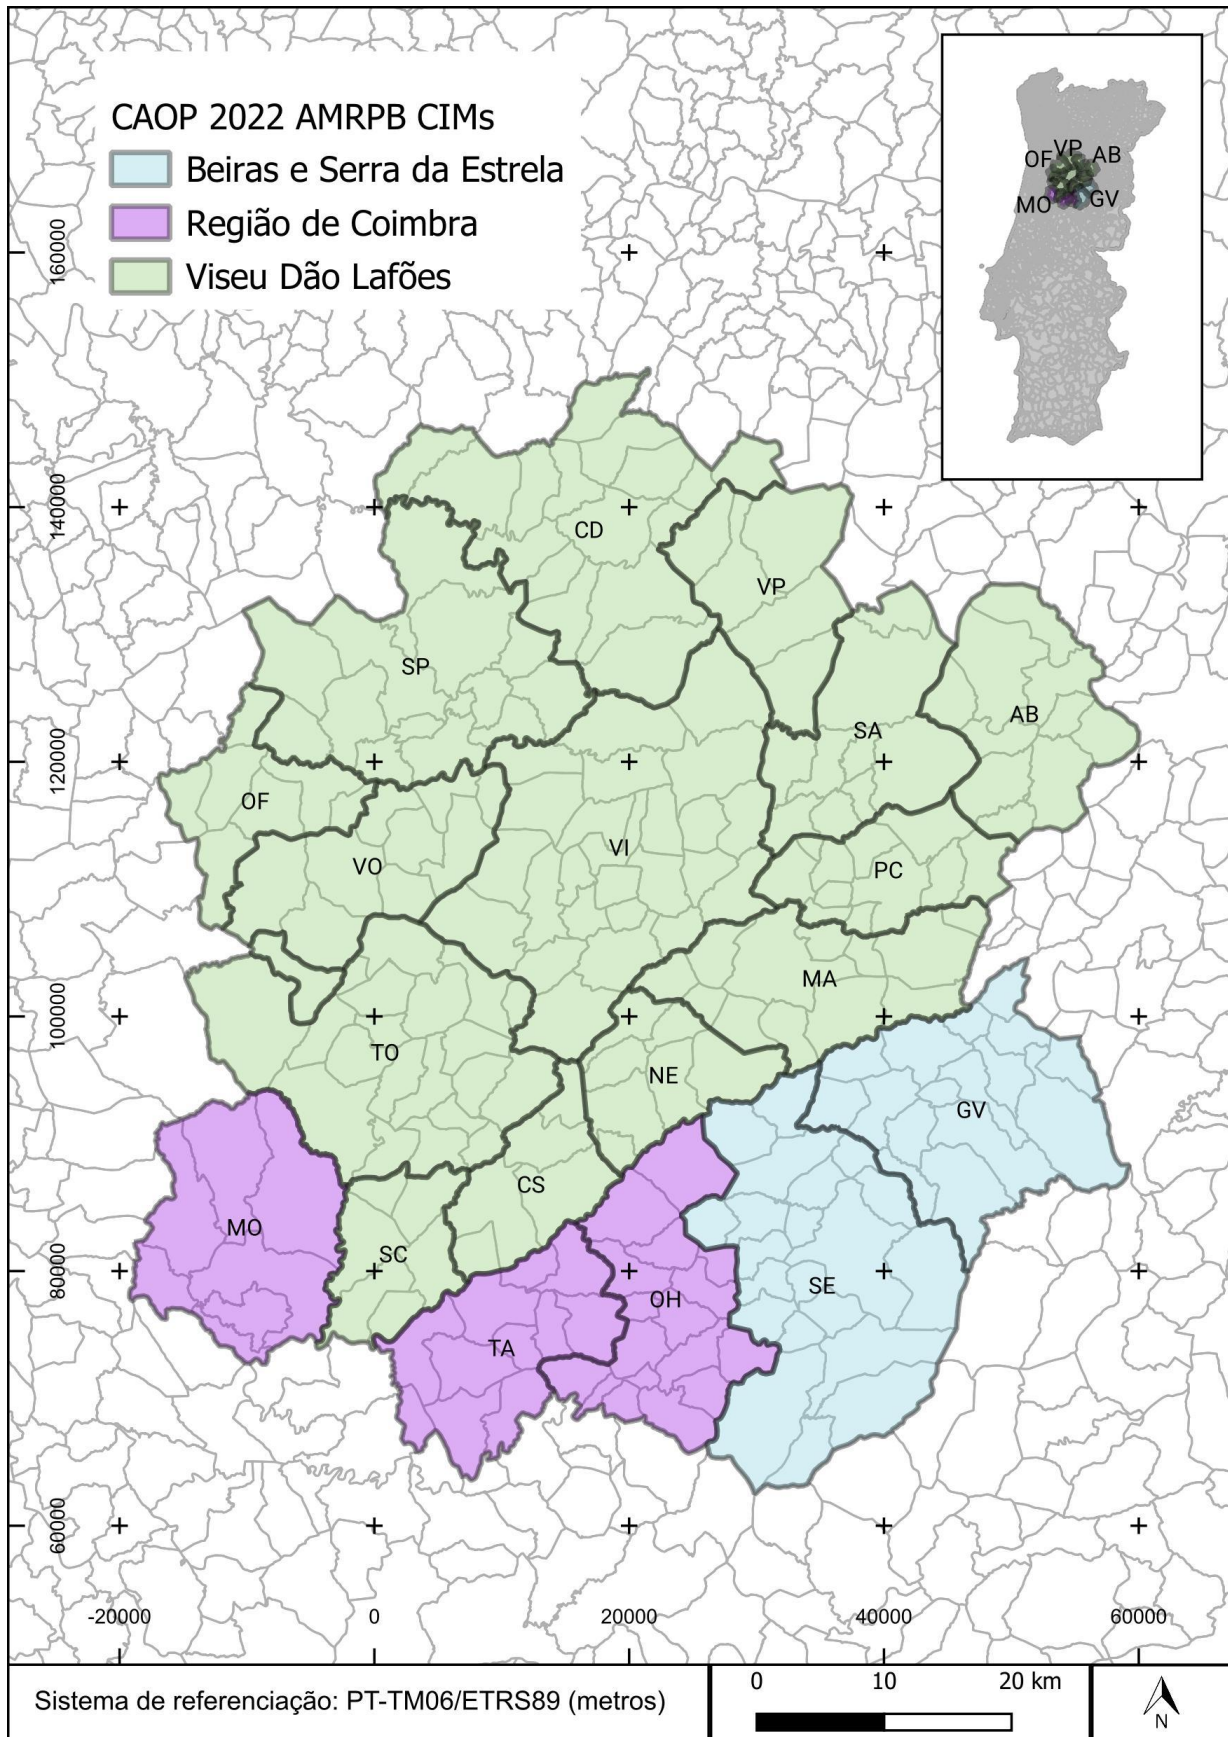 CAOP 2022 AMRPB CIMs
Beiras e Serra da Estrela
Região de Coimbra
Viseu Dão Lafões
OF VP AB
MO GV
160000
140000
120000
100000
80000
60000
CD
VP
SP
AB
SA
OF
VI
VO
PC
MA
TO
NE
GV
CS
MO
SC
SE
OH
TA
-20000 0 20000 40000 60000
Sistema de referenciação: PT-TM06/ETRS89 (metros)
0 10 20 km
N